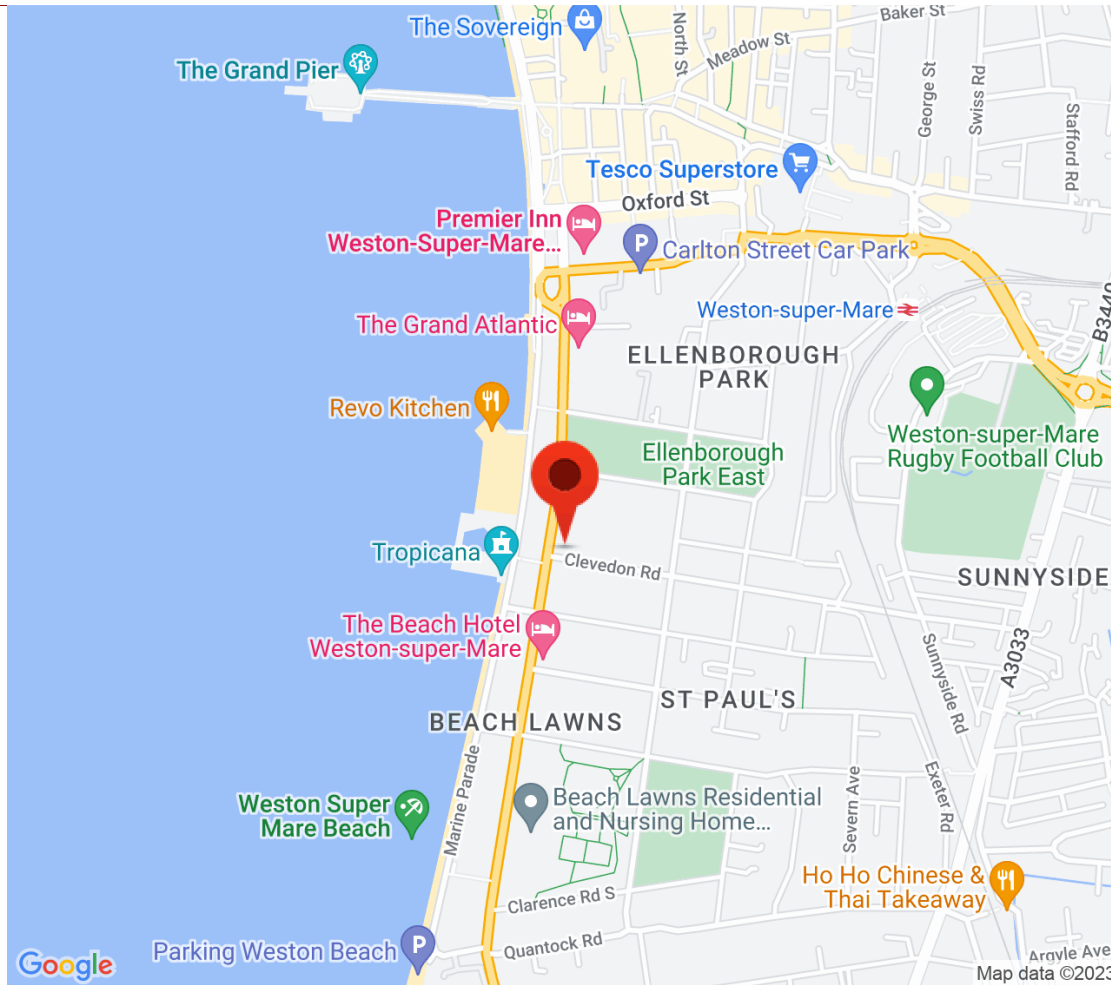 The Sovereign
North St
Baker St
Meadow St
The Grand Pier
George St
Swiss Rd
Stafford Rd
Tesco Superstore
Oxford St
Premier Inn
Weston-Super-Mare...
P
Carlton Street Car Park
Weston-super-Mare
B3440
The Grand Atlantic
ELLENBOROUGH
PARK
Revo Kitchen
Weston-super-Mare
Rugby Football Club
Ellenborough
Park East
Tropicana
Clevedon Rd
SUNNYSIDE
The Beach Hotel
Weston-super-Mare
Sunnyside Rd
A3033
ST PAUL'S
BEACH LAWNS
Marine Parade
Severn Ave
Exeter Rd
Weston Super
Mare Beach
Beach Lawns Residential
and Nursing Home...
Ho Ho Chinese &
Thai Takeaway
Clarence Rd S
Quantock Rd
Parking Weston Beach
P
Argyle Ave
Google
Map data ©2023